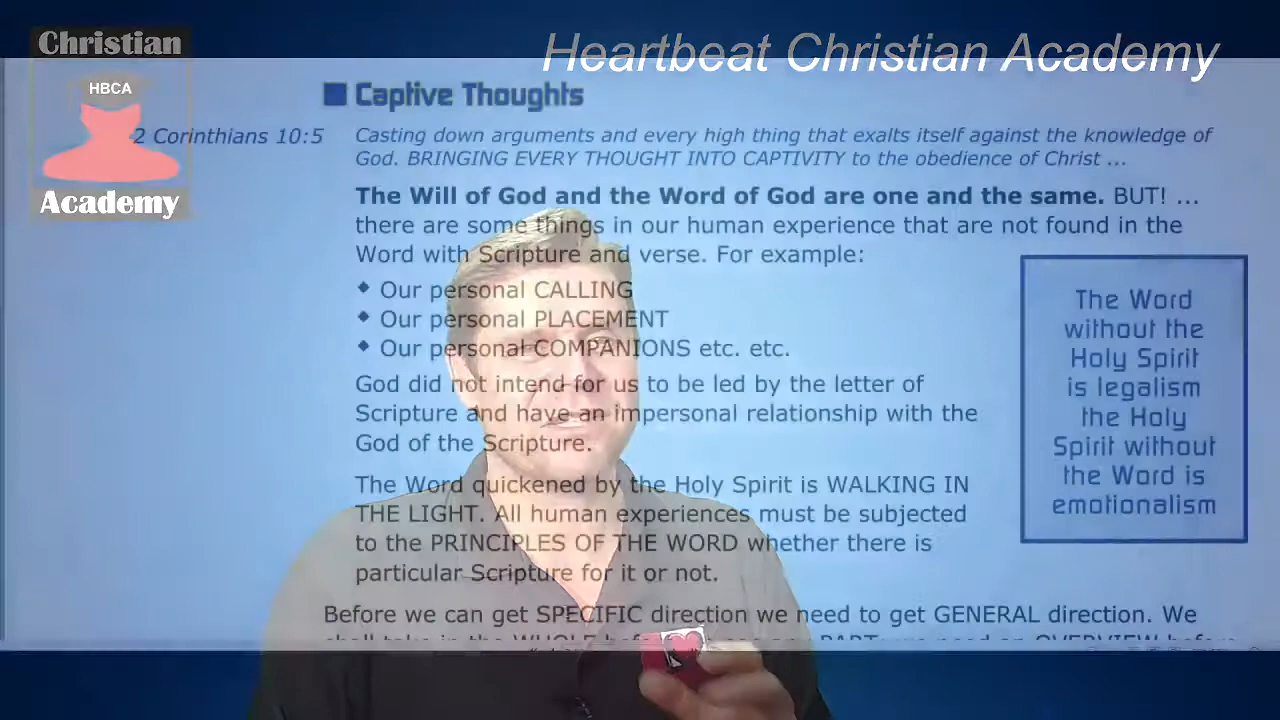 Christian
Heartbeat Christian Academy
HBCA
Academy
Captive Thoughts
2 Corinthians 10:5
Casting down arguments and every high thing that exalts itself against the knowledge of
God. BRINGING EVERY THOUGHT INTO CAPTIVITY to the obedience of Christ ...
The Will of God and the Word of God are one and the same. BUT! ...
there are some things in our human experience that are not found in the
Word with Scripture and verse. For example:
Our personal CALLING
Our personal PLACEMENT
Our personal COMPANIONS etc. etc.
God did not intend for us to be led by the letter of
Scripture and have an impersonal relationship with the
God of the Scripture.
The Word quickened by the Holy Spirit is WALKING IN
THE LIGHT. All human experiences must be subjected
to the PRINCIPLES OF THE WORD whether there is
particular Scripture for it or not.
The Word
without the
Holy Spirit
is legalism
the Holy
Spirit without
the Word is
emotionalism
Before we can get SPECIFIC direction we need to get GENERAL direction. We
shall take in the WHOLE PART OVERVIEW